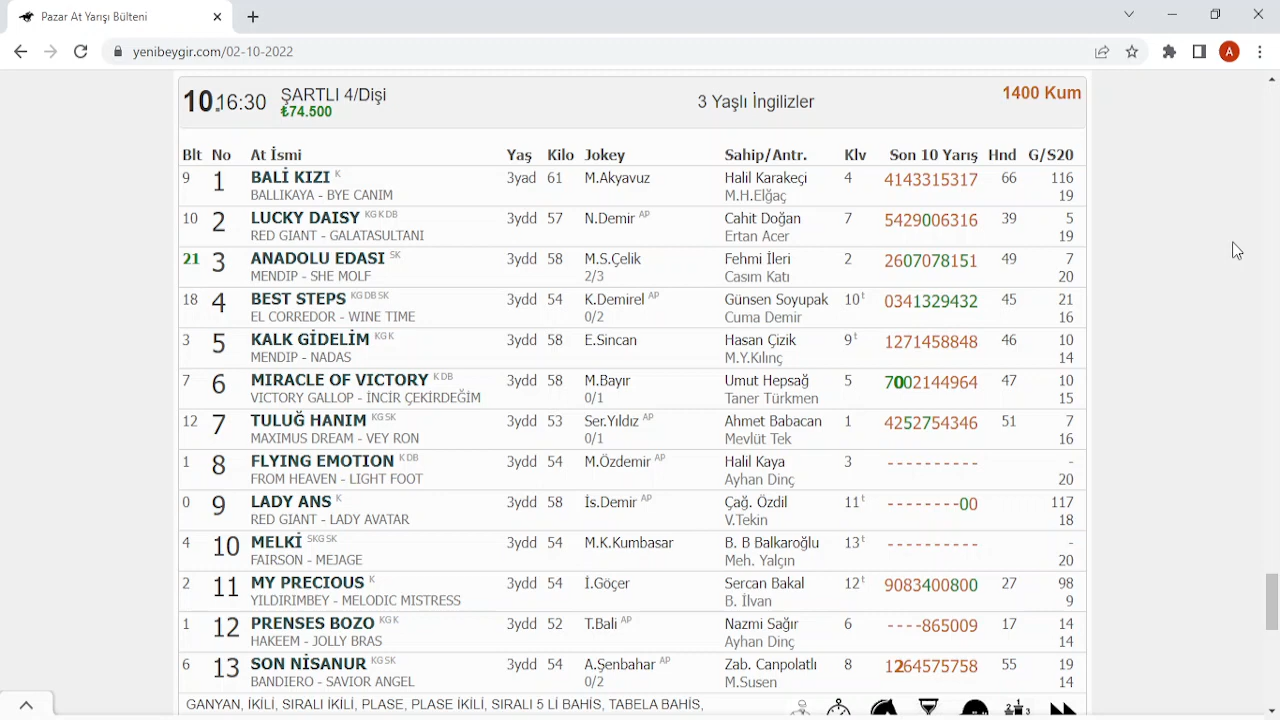 Pazar At Yarışı Bülteni
yenibeygir.com/02-10-2022
A
10. 16:30 ŞARTLI 4/Dişi 3 Yaşlı İngilizler 1400 Kum
₺74.500
Blt No At İsmi Yaş Kilo Jokey Sahip/Antr. Klv Son 10 Yarış Hnd G/S20
9 1 BALİ KIZI K 3yad 61 M.Akyavuz Halil Karakeçi 4 4143315317 66 116
BALLIKAYA - BYE CANIM M.H.Elğaç 19
10 2 LUCKY DAISY KG K DB 3ydd 57 N.Demir AP Cahit Doğan 7 5429006316 39 5
RED GIANT - GALATASULTANI Ertan Acer 19
21 3 ANADOLU EDASI SK 3ydd 58 M.S.Çelik Fehmi İleri 2 2607078151 49 7
MENDIP - SHE MOLF 2/3 Casım Katı 20
18 4 BEST STEPS KG DB SK 3ydd 54 K.Demirel AP Günsen Soyupak 10t 0341329432 45 21
EL CORREDOR - WINE TIME 0/2 Cuma Demir 16
3 5 KALK GİDELİM KG K 3ydd 58 E.Sincan Hasan Çizik 9t 1271458848 46 10
MENDIP - NADAS M.Y.Kılınç 14
7 6 MIRACLE OF VICTORY K DB 3ydd 58 M.Bayır Umut Hepsağ 5 7002144964 47 10
VICTORY GALLOP - İNCİR ÇEKİRDEĞİM 0/1 Taner Türkmen 15
12 7 TULUĞ HANIM KG SK 3ydd 53 Ser.Yıldız AP Ahmet Babacan 1 4252754346 51 7
MAXIMUS DREAM - VEY RON 0/1 Mevlüt Tek 16
1 8 FLYING EMOTION K DB 3ydd 54 M.Özdemir AP Halil Kaya 3 ---------- -
FROM HEAVEN - LIGHT FOOT Ayhan Dinç 20
0 9 LADY ANS K 3ydd 58 İs.Demir AP Çağ. Özdil 11t --------00 117
RED GIANT - LADY AVATAR V.Tekin 18
4 10 MELKİ SKG SK 3ydd 54 M.K.Kumbasar B. B Balkaroğlu 13t ---------- -
FAIRSON - MEJAGE Meh. Yalçın 20
2 11 MY PRECIOUS K 3ydd 54 İ.Göçer Sercan Bakal 12t 9083400800 27 98
YILDIRIMBEY - MELODIC MISTRESS B. İlvan 9
1 12 PRENSES BOZO KG K 3ydd 52 T.Bali AP Nazmi Sağır 6 ----865009 17 14
HAKEEM - JOLLY BRAS Ayhan Dinç 14
6 13 SON NİSANUR KG SK 3ydd 54 A.Şenbahar AP Zab. Canpolatlı 8 1264575758 55 19
BANDIERO - SAVIOR ANGEL 0/2 M.Susen 14
GANYAN, İKİLİ, SIRALI İKİLİ, PLASE, PLASE İKİLİ, SIRALI 5 Lİ BAHİS, TABELA BAHİS,